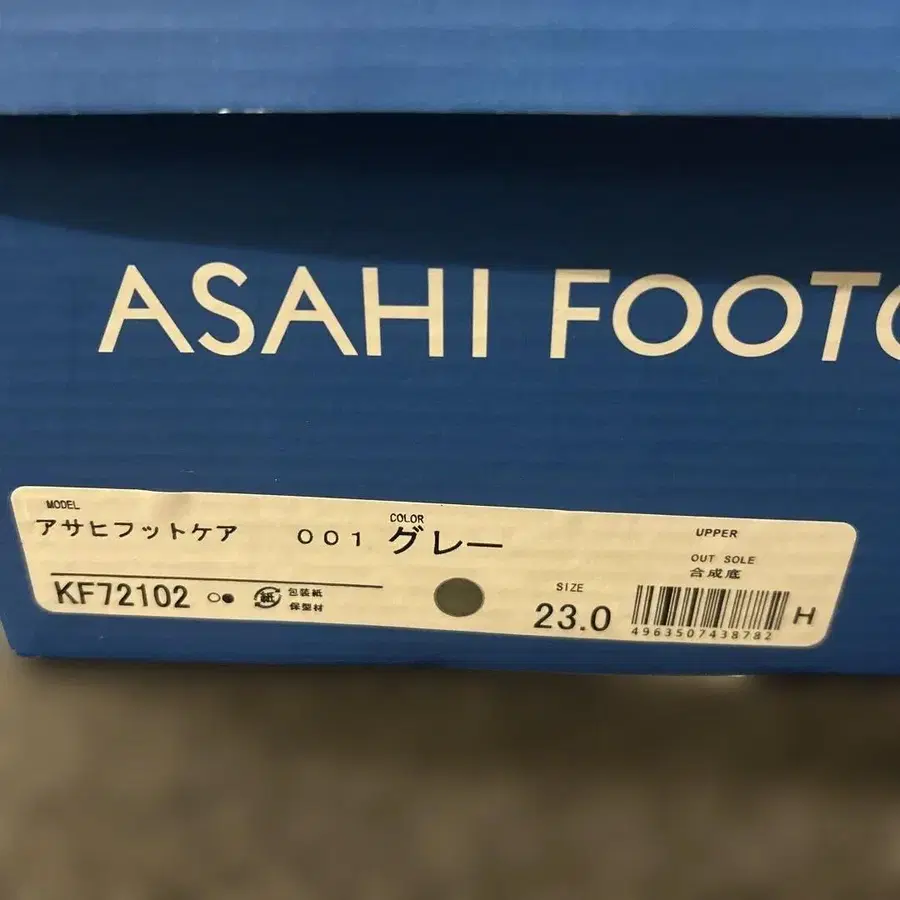 ASAHI FOOTC
MODEL
アサヒフットケア 001
COLOR
グレー
UPPER
OUT SOLE
合成底
KF72102
紙
包装紙
保型材
SIZE
23.0
4963507438782
H